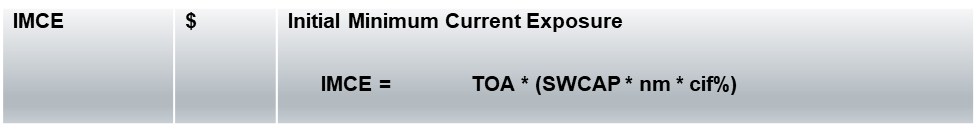 IMCE $ Initial Minimum Current Exposure
IMCE = TOA * (SWCAP * nm * cif%)